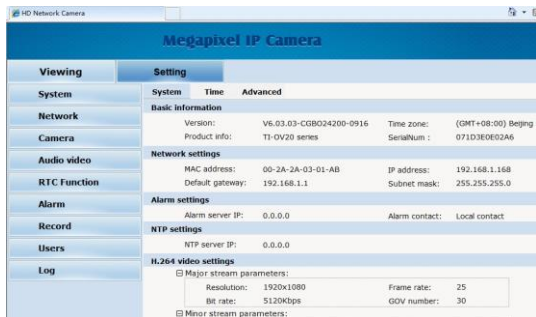 HD Network Camera
Megapixel IP Camera
Viewing Setting
System System Time Advanced
Basic information
Version: V6.03.03-CGBO24200-0916 Time zone: (GMT+08:00) Beijing
Network
Product info: TI-OV20 series SerialNum : 071D3E0E02A6
Camera
Network settings
Audio video
MAC address: 00-2A-2A-03-01-AB IP address: 192.168.1.168
RTC Function
Default gateway: 192.168.1.1 Subnet mask: 255.255.255.0
Alarm
Alarm settings
Alarm server IP: 0.0.0.0 Alarm contact: Local contact
Record
NTP settings
Users
NTP server IP: 0.0.0.0
Log
H.264 video settings
Major stream parameters:
Resolution: 1920x1080 Frame rate: 25
Bit rate: 5120Kbps GOV number: 30
Minor stream parameters: